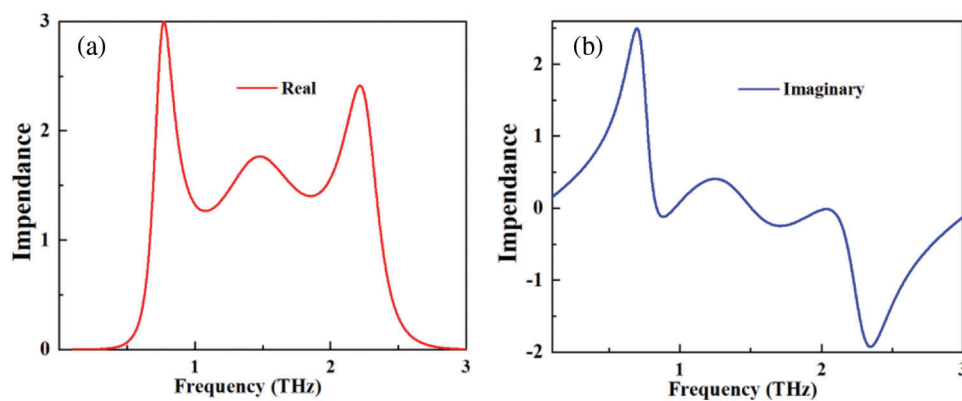 (a)
Real
Impendance
3
2
1
0
1
2
3
Frequency (THz)
(b)
Imaginary
Impendance
2
1
0
-1
-2
1
2
3
Frequency (THz)